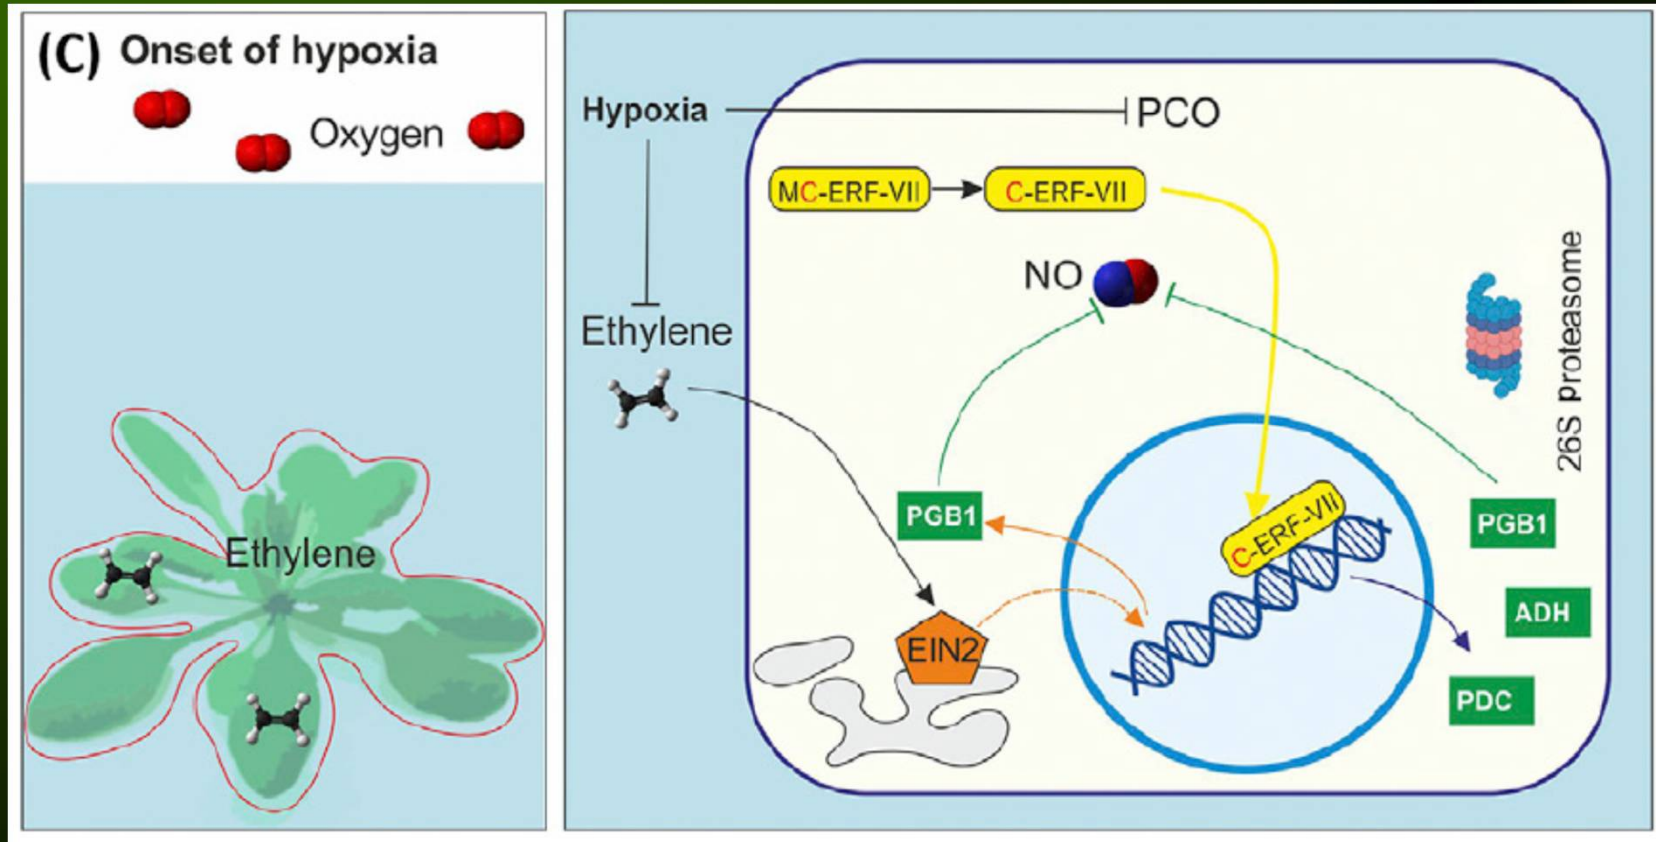 (C) Onset of hypoxia
Oxygen
Ethylene
Hypoxia
PCO
MC-ERF-VII
C-ERF-VII
NO
Ethylene
26S proteasome
PGB1
C-ERF-VII
PGB1
EIN2
ADH
PDC